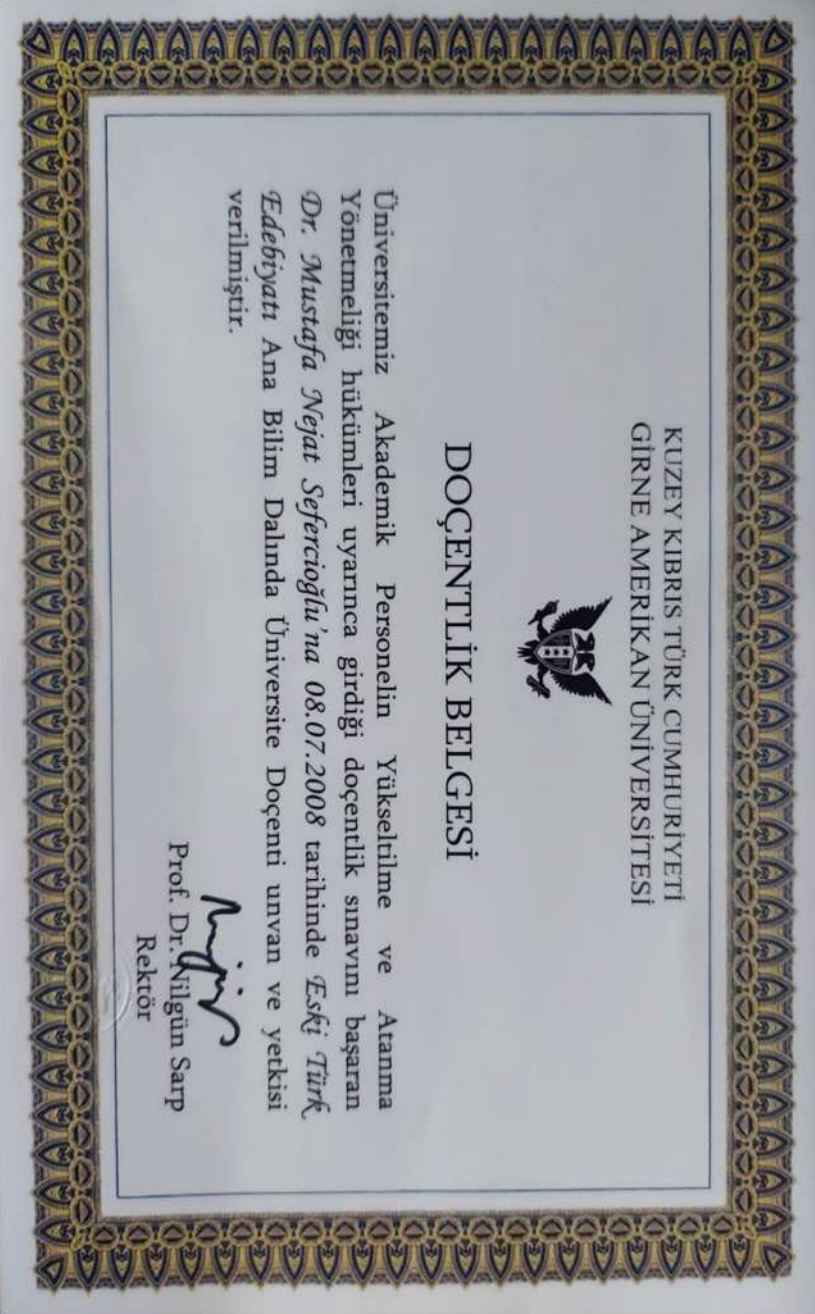 KUZEY KIBRIS TÜRK CUMHURİYETİ
GİRNE AMERİKAN ÜNİVERSİTESİ
DOÇENTLİK BELGESİ
Üniversitemiz Akademik Personelin Yükseltilme ve Atanma
Yönetmeliği hükümleri uyarınca girdiği doçentlik sınavını başaran
Dr. Mustafa Nejat Sefercioğlu'na 08.07.2008 tarihinde Eski Türk
Edebiyatı Ana Bilim Dalında Üniversite Doçenti unvan ve yetkisi
verilmiştir.
Prof. Dr. Nilgün Sarp
Rektör